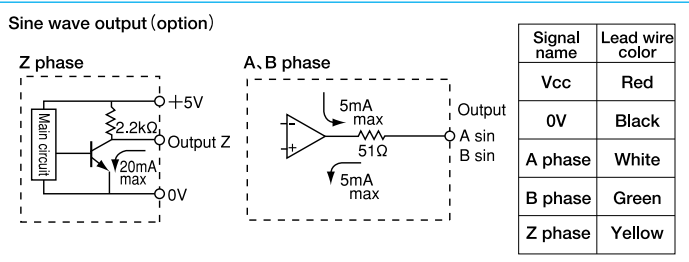 Sine wave output (option)
Z phase
Main circuit
+5V
2.2kΩ
Output Z
20mA
max
0V
A、B phase
5mA
max
51Ω
5mA
max
Output
A sin
B sin
-
+
Signal name Lead wire color
Vcc Red
0V Black
A phase White
B phase Green
Z phase Yellow